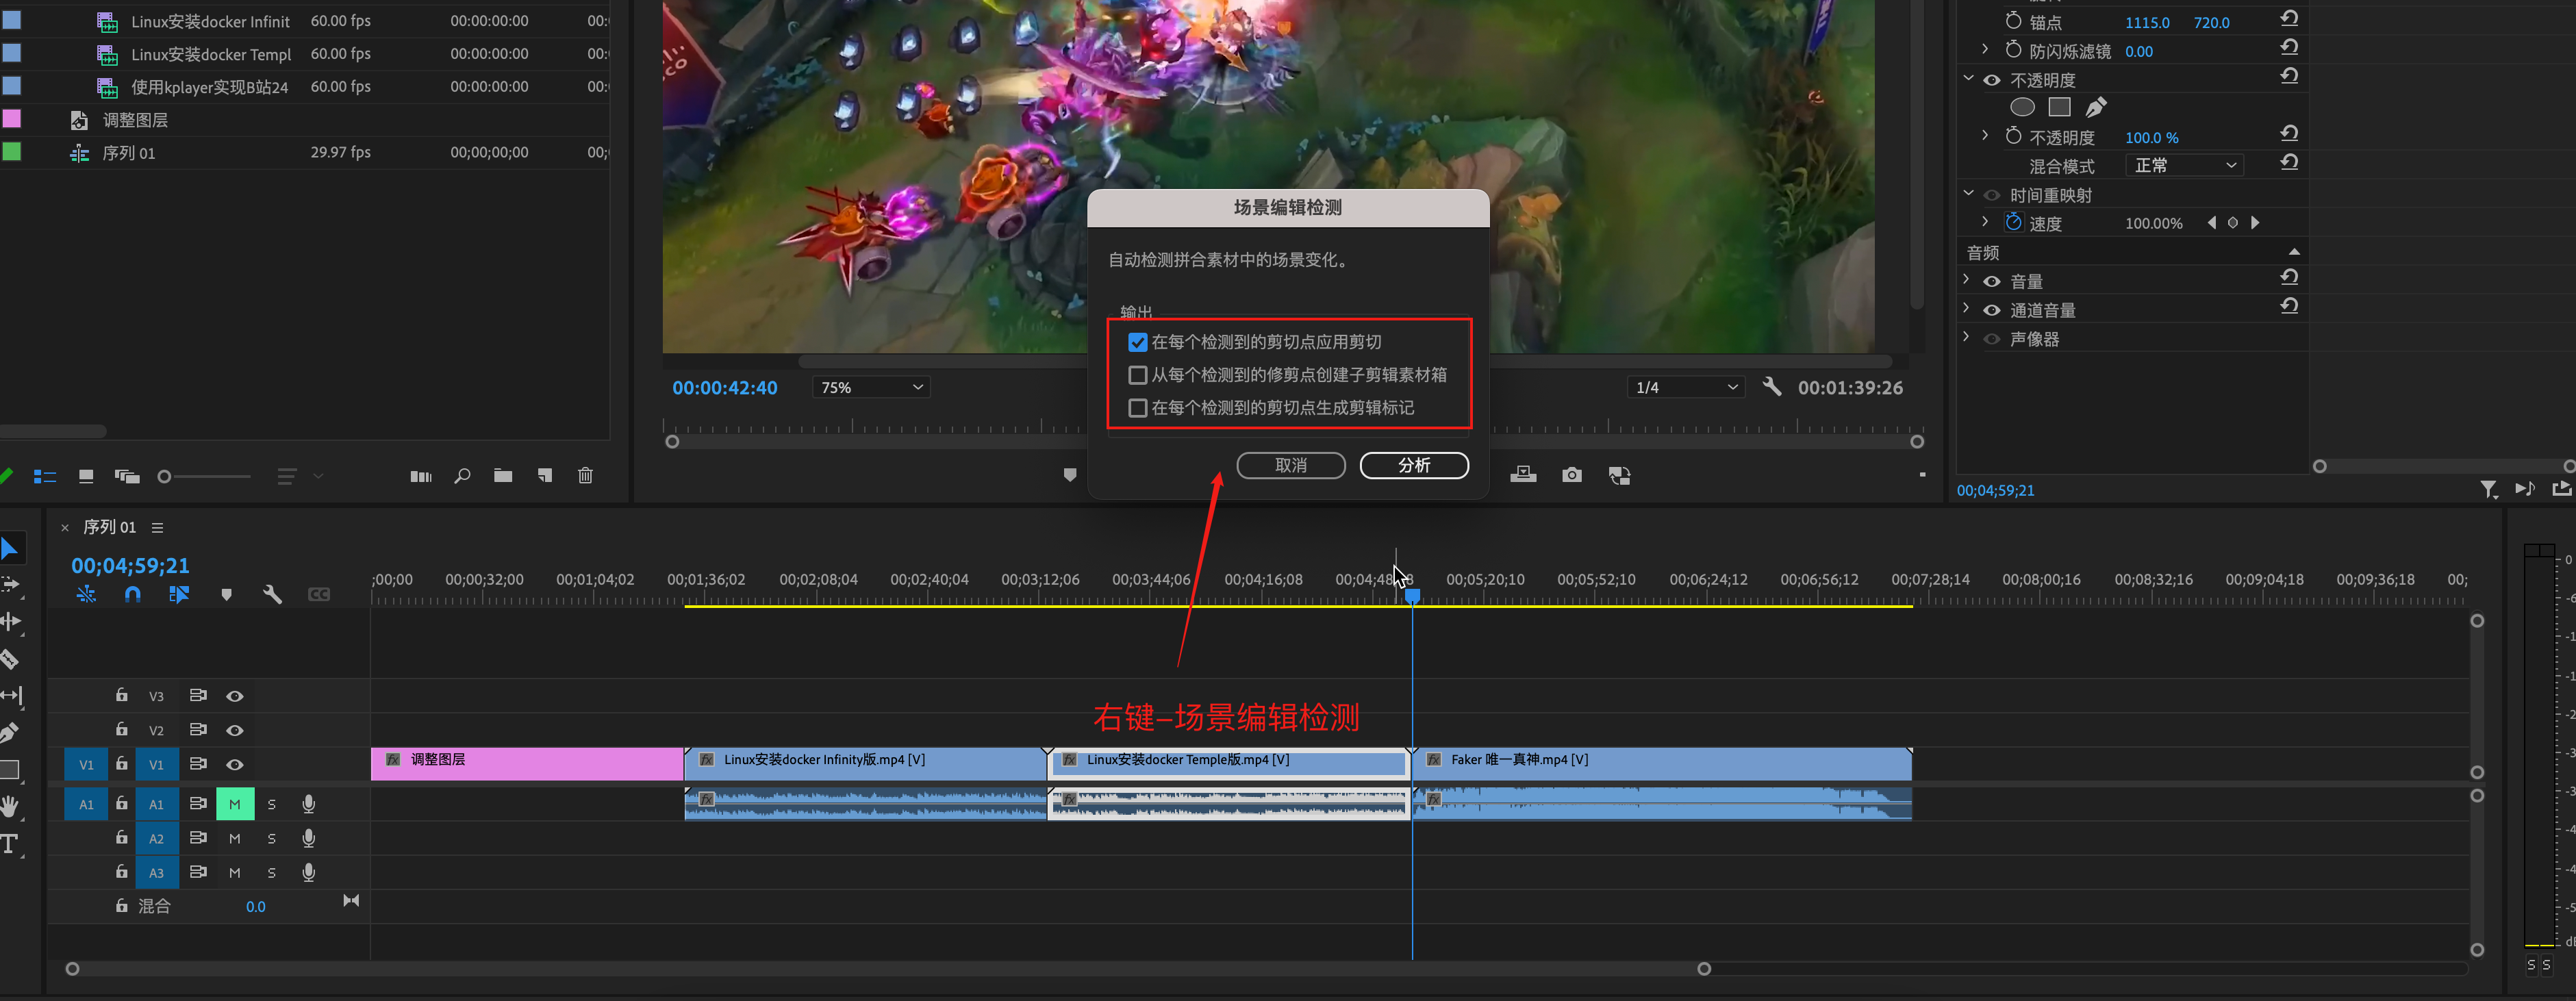 Linux安装docker Infinit 60.00 fps 00:00:00:00 00:
Linux安装docker Templ 60.00 fps 00:00:00:00 00:
使用kplayer实现B站24 60.00 fps 00:00:00:00 00:
调整图层
序列 01 29.97 fps 00;00;00;00 00;
锚点 1115.0 720.0
防闪烁滤镜 0.00
不透明度
不透明度 100.0 %
混合模式 正常
时间重映射
速度 100.00%
音频
音量
通道音量
声像器
00;04;59;21
场景编辑检测
自动检测拼合素材中的场景变化。
输出
在每个检测到的剪切点应用剪切
从每个检测到的修剪点创建子剪辑素材箱
在每个检测到的剪切点生成剪辑标记
取消 分析
00:00:42:40 75% 1/4 00:01:39:26
序列 01
00;04;59;21
;00;00 00;00;32;00 00;01;04;02 00;01;36;02 00;02;08;04 00;02;40;04 00;03;12;06 00;03;44;06 00;04;16;08 00;04;48;08 00;05;20;10 00;05;52;10 00;06;24;12 00;06;56;12 00;07;28;14 00;08;00;16 00;08;32;16 00;09;04;18 00;09;36;18 00;
V3
V2
右键-场景编辑检测
V1 V1 fx 调整图层 fx Linux安装docker Infinity版.mp4 [V] fx Linux安装docker Temple版.mp4 [V] fx Faker 唯一真神.mp4 [V]
A1 A1 M S fx fx fx
A2 M S
A3 M S
混合 0.0
0
S S